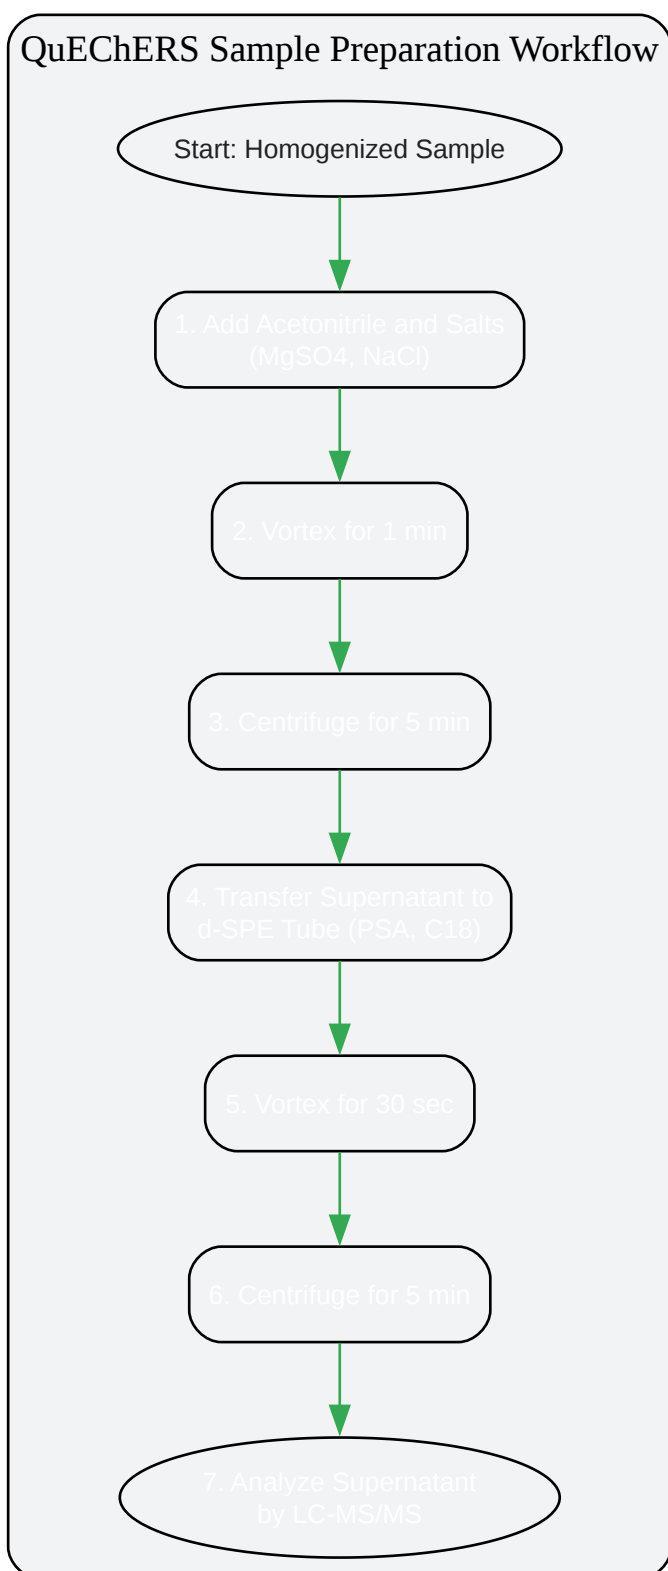 QuEChERS Sample Preparation Workflow
Start: Homogenized Sample
1. Add Acetonitrile and Salts
(MgSO4, NaCl)
2. Vortex for 1 min
3. Centrifuge for 5 min
4. Transfer Supernatant to
d-SPE Tube (PSA, C18)
5. Vortex for 30 sec
6. Centrifuge for 5 min
7. Analyze Supernatant
by LC-MS/MS